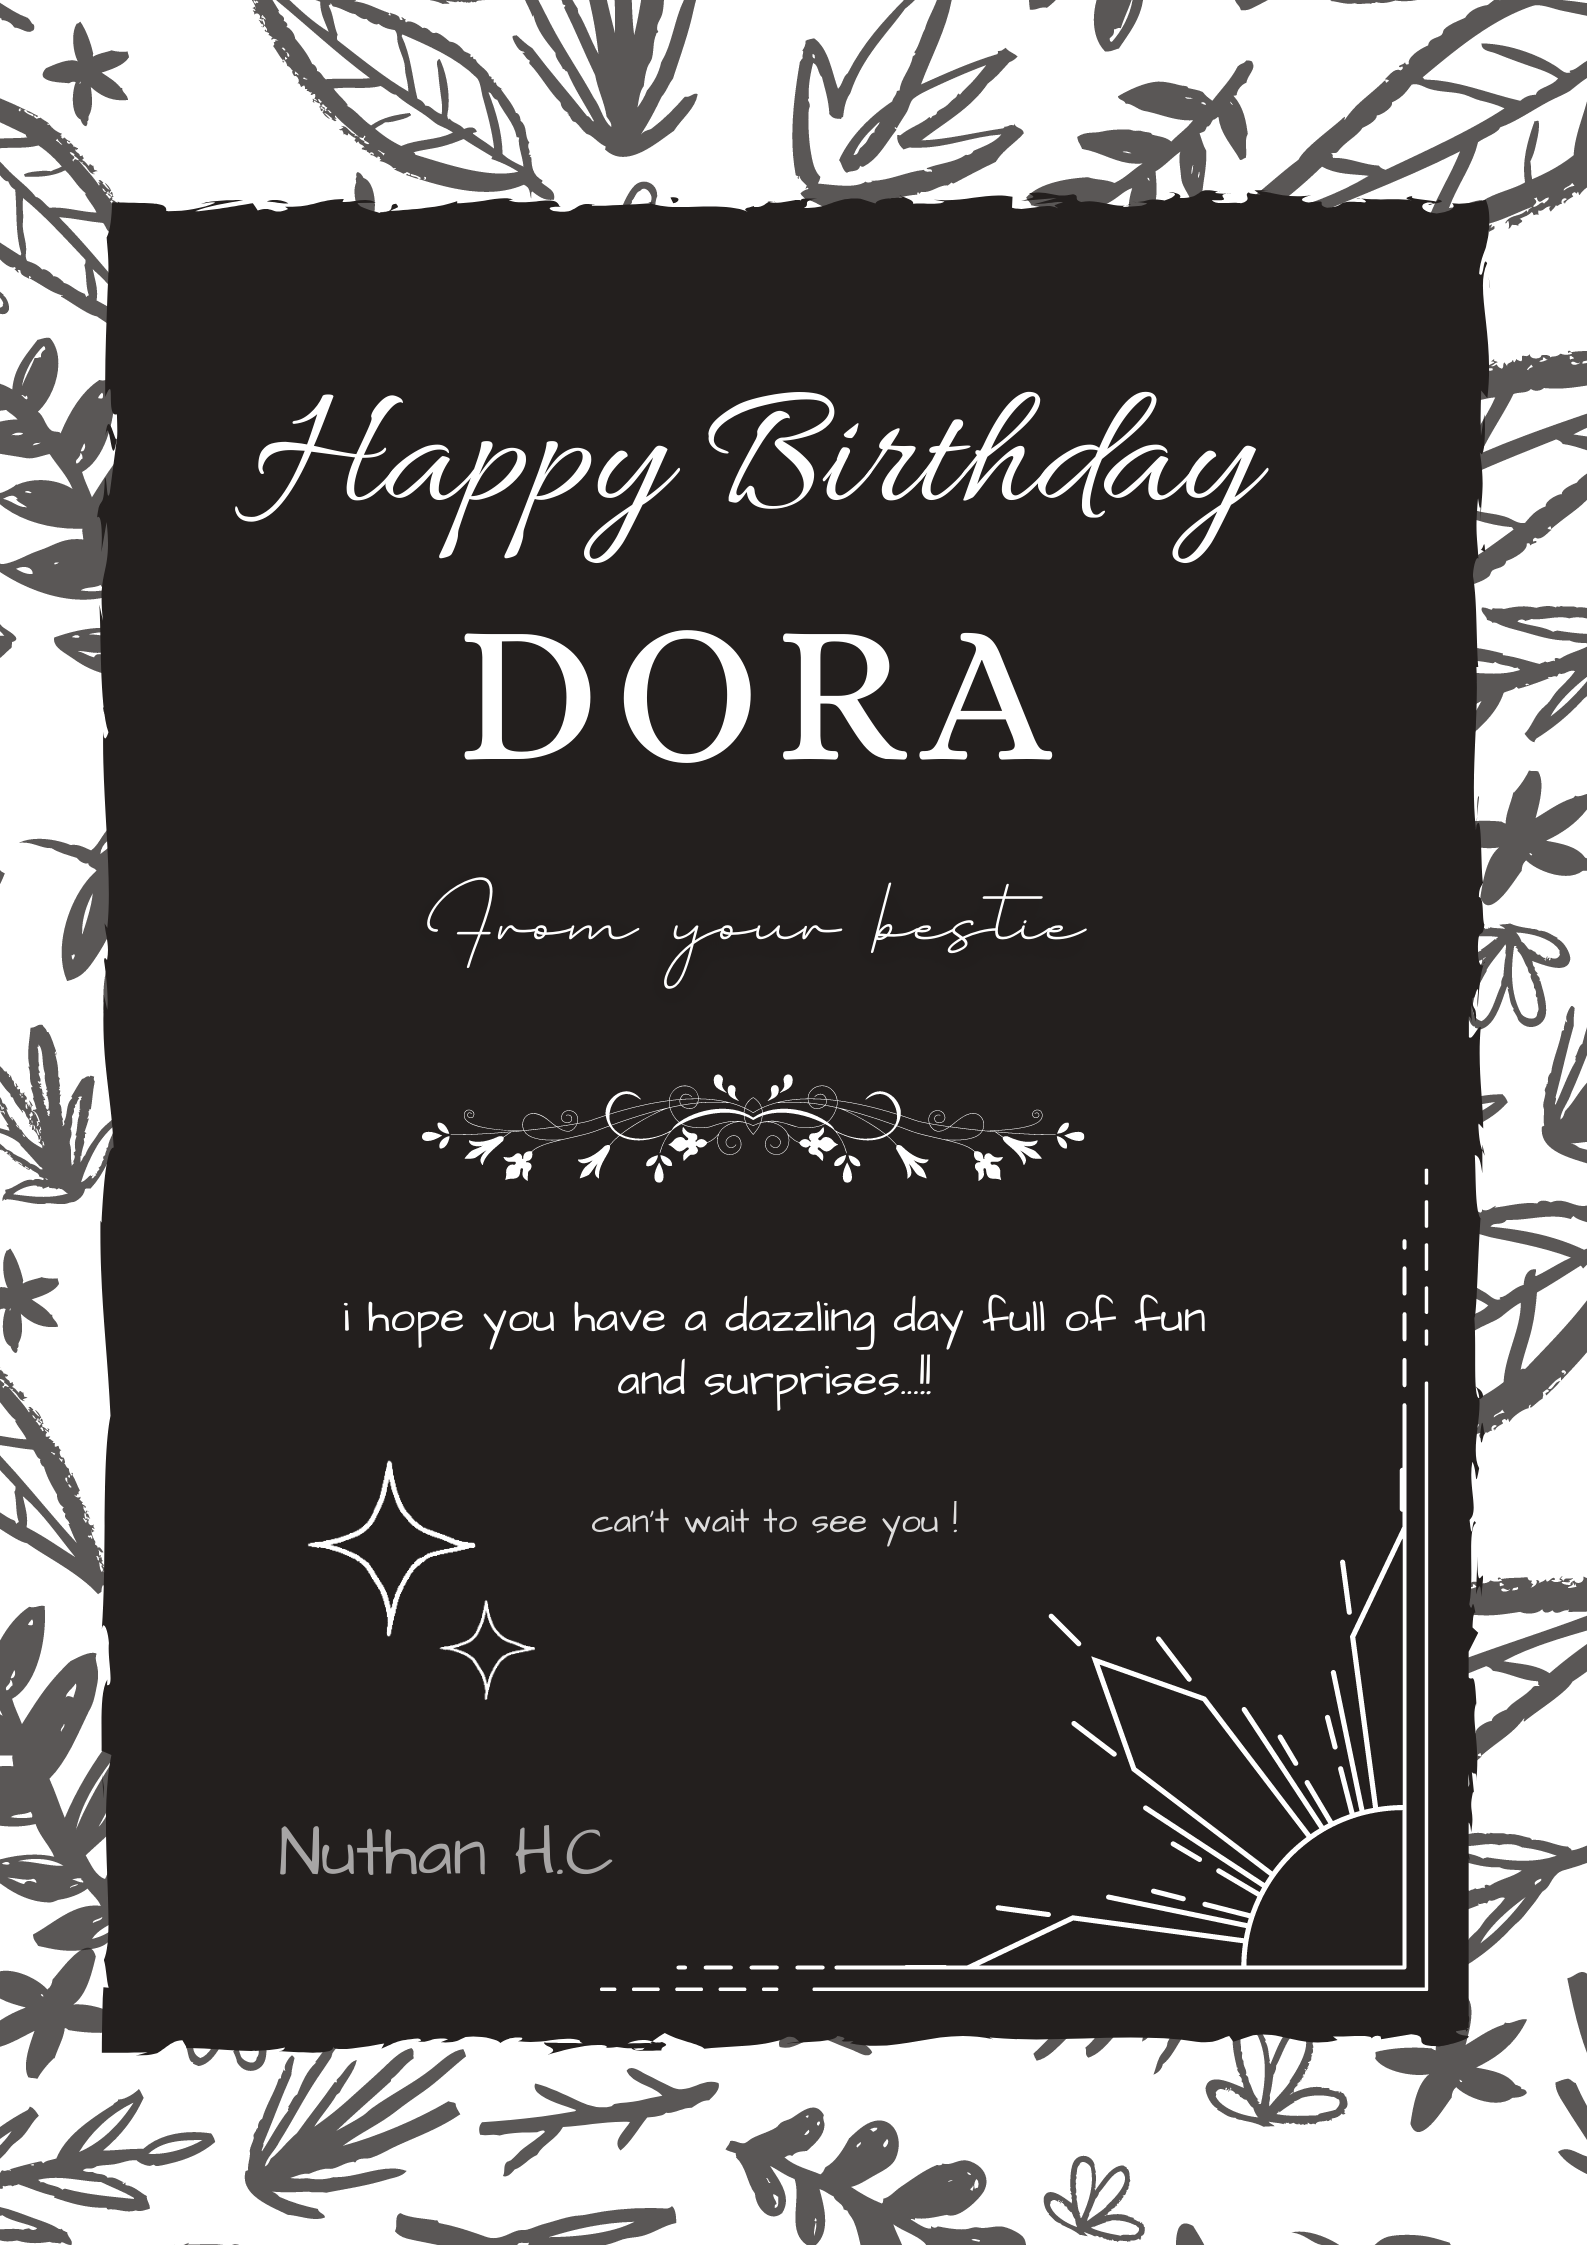 Happy Birthday
DORA
From your bestie
i hope you have a dazzling day full of fun
and surprises...!!
can't wait to see you !
Nuthan H.C